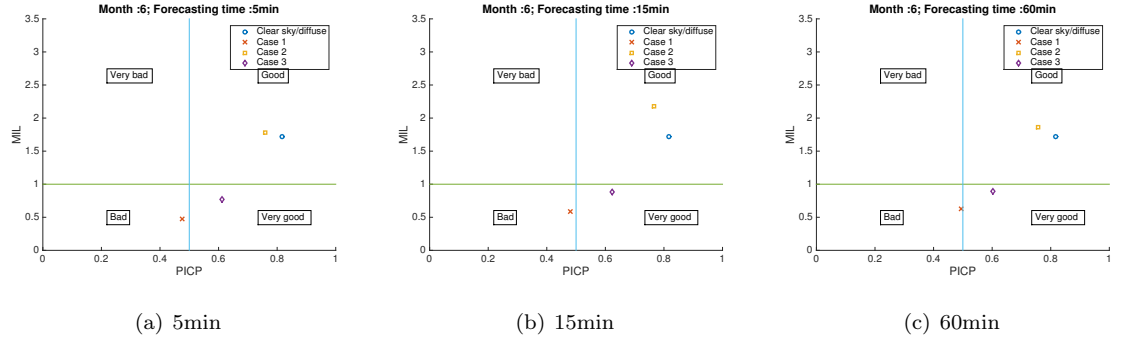 Month :6; Forecasting time :5min
3.5
3
2.5
2
1.5
1
0.5
0
MIL
Clear sky/diffuse
Case 1
Case 2
Case 3
Very bad
Good
Bad
Very good
0
0.2
0.4
0.6
0.8
1
PICP
(a) 5min
Month :6; Forecasting time :15min
3.5
3
2.5
2
1.5
1
0.5
0
MIL
Clear sky/diffuse
Case 1
Case 2
Case 3
Very bad
Good
Bad
Very good
0
0.2
0.4
0.6
0.8
1
PICP
(b) 15min
Month :6; Forecasting time :60min
3.5
3
2.5
2
1.5
1
0.5
0
MIL
Clear sky/diffuse
Case 1
Case 2
Case 3
Very bad
Good
Bad
Very good
0
0.2
0.4
0.6
0.8
1
PICP
(c) 60min